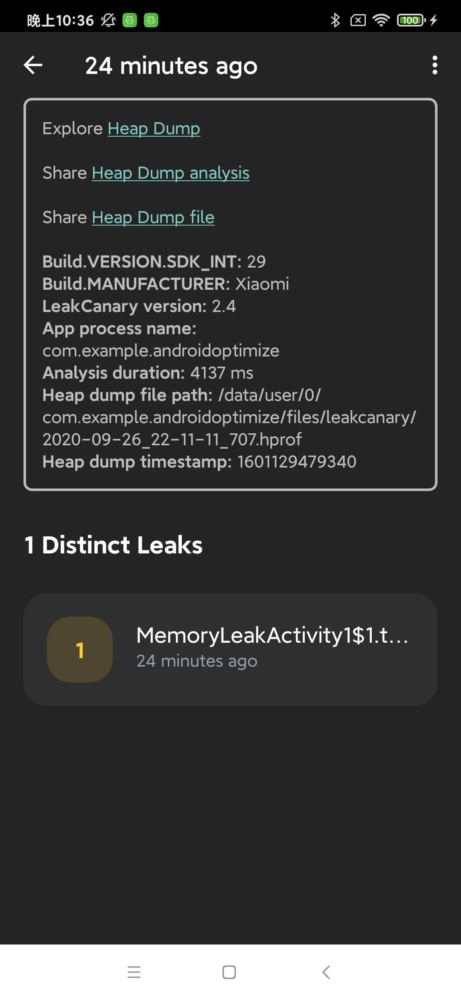 晚上10:36
100
24 minutes ago
Explore Heap Dump
Share Heap Dump analysis
Share Heap Dump file
Build.VERSION.SDK_INT: 29
Build.MANUFACTURER: Xiaomi
LeakCanary version: 2.4
App process name:
com.example.androidoptimize
Analysis duration: 4137 ms
Heap dump file path: /data/user/0/
com.example.androidoptimize/files/leakcanary/
2020-09-26_22-11-11_707.hprof
Heap dump timestamp: 1601129479340
1 Distinct Leaks
1
MemoryLeakActivity1$1.t...
24 minutes ago